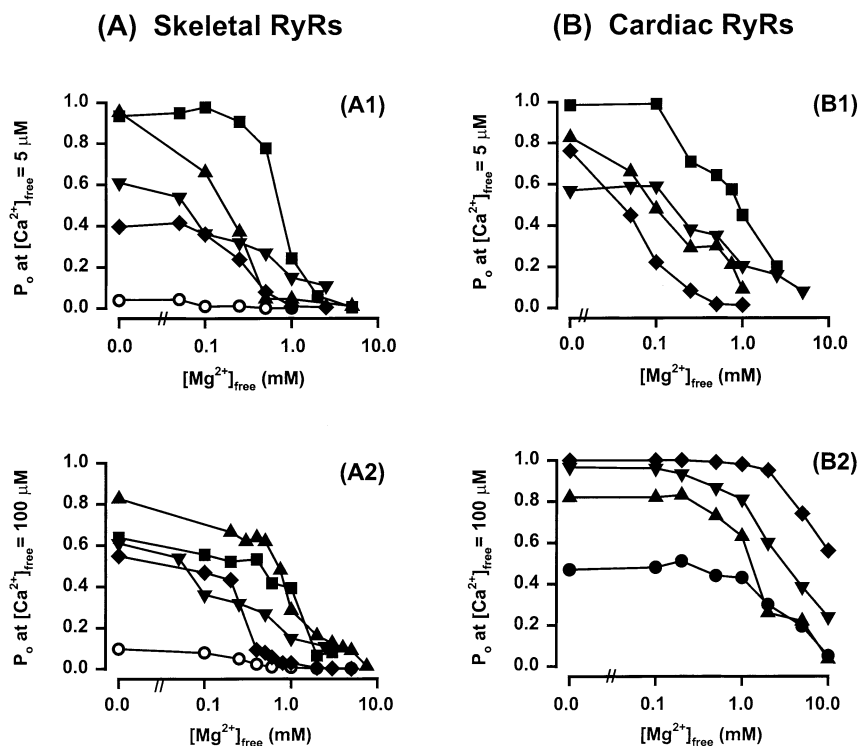 (A) Skeletal RyRs
(B) Cardiac RyRs
(A1)
1.0
0.8
0.6
0.4
0.2
0.0
Po at [Ca2+]free = 5 μM
0.0 0.1 1.0 10.0
[Mg2+]free (mM)
(B1)
1.0
0.8
0.6
0.4
0.2
0.0
Po at [Ca2+]free = 5 μM
0.0 0.1 1.0 10.0
[Mg2+]free (mM)
(A2)
1.0
0.8
0.6
0.4
0.2
0.0
Po at [Ca2+]free = 100 μM
0.0 0.1 1.0 10.0
[Mg2+]free (mM)
(B2)
1.0
0.8
0.6
0.4
0.2
0.0
Po at [Ca2+]free = 100 μM
0.0 0.1 1.0 10.0
[Mg2+]free (mM)